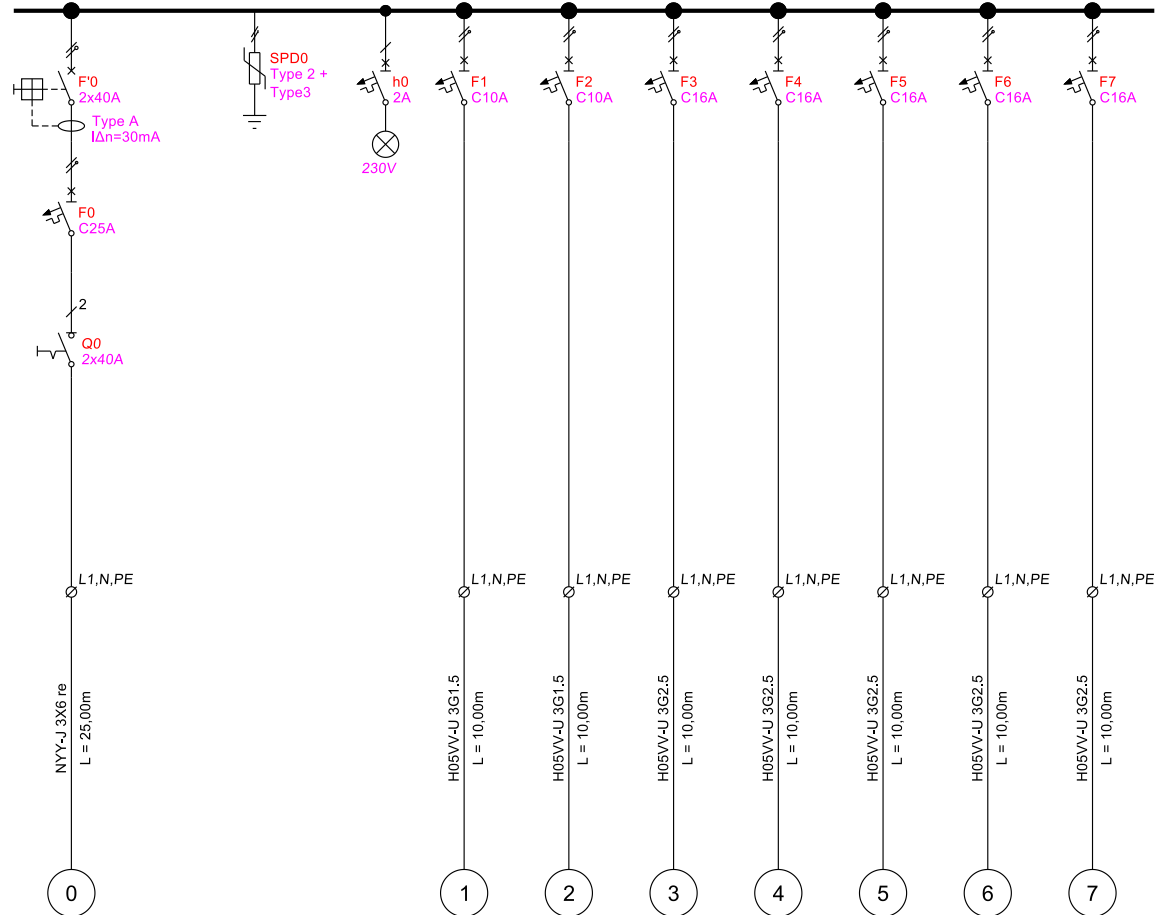 F'0
2x40A
Type A
IΔn=30mA
F0
C25A
2
Q0
2x40A
L1,N,PE
NYY-J 3X6 re
L = 25,00m
0
SPD0
Type 2 +
Type3
h0
2A
230V
F1
C10A
L1,N,PE
H05VV-U 3G1.5
L = 10,00m
1
F2
C10A
L1,N,PE
H05VV-U 3G1.5
L = 10,00m
2
F3
C16A
L1,N,PE
H05VV-U 3G2.5
L = 10,00m
3
F4
C16A
L1,N,PE
H05VV-U 3G2.5
L = 10,00m
4
F5
C16A
L1,N,PE
H05VV-U 3G2.5
L = 10,00m
5
F6
C16A
L1,N,PE
H05VV-U 3G2.5
L = 10,00m
6
F7
C16A
L1,N,PE
H05VV-U 3G2.5
L = 10,00m
7